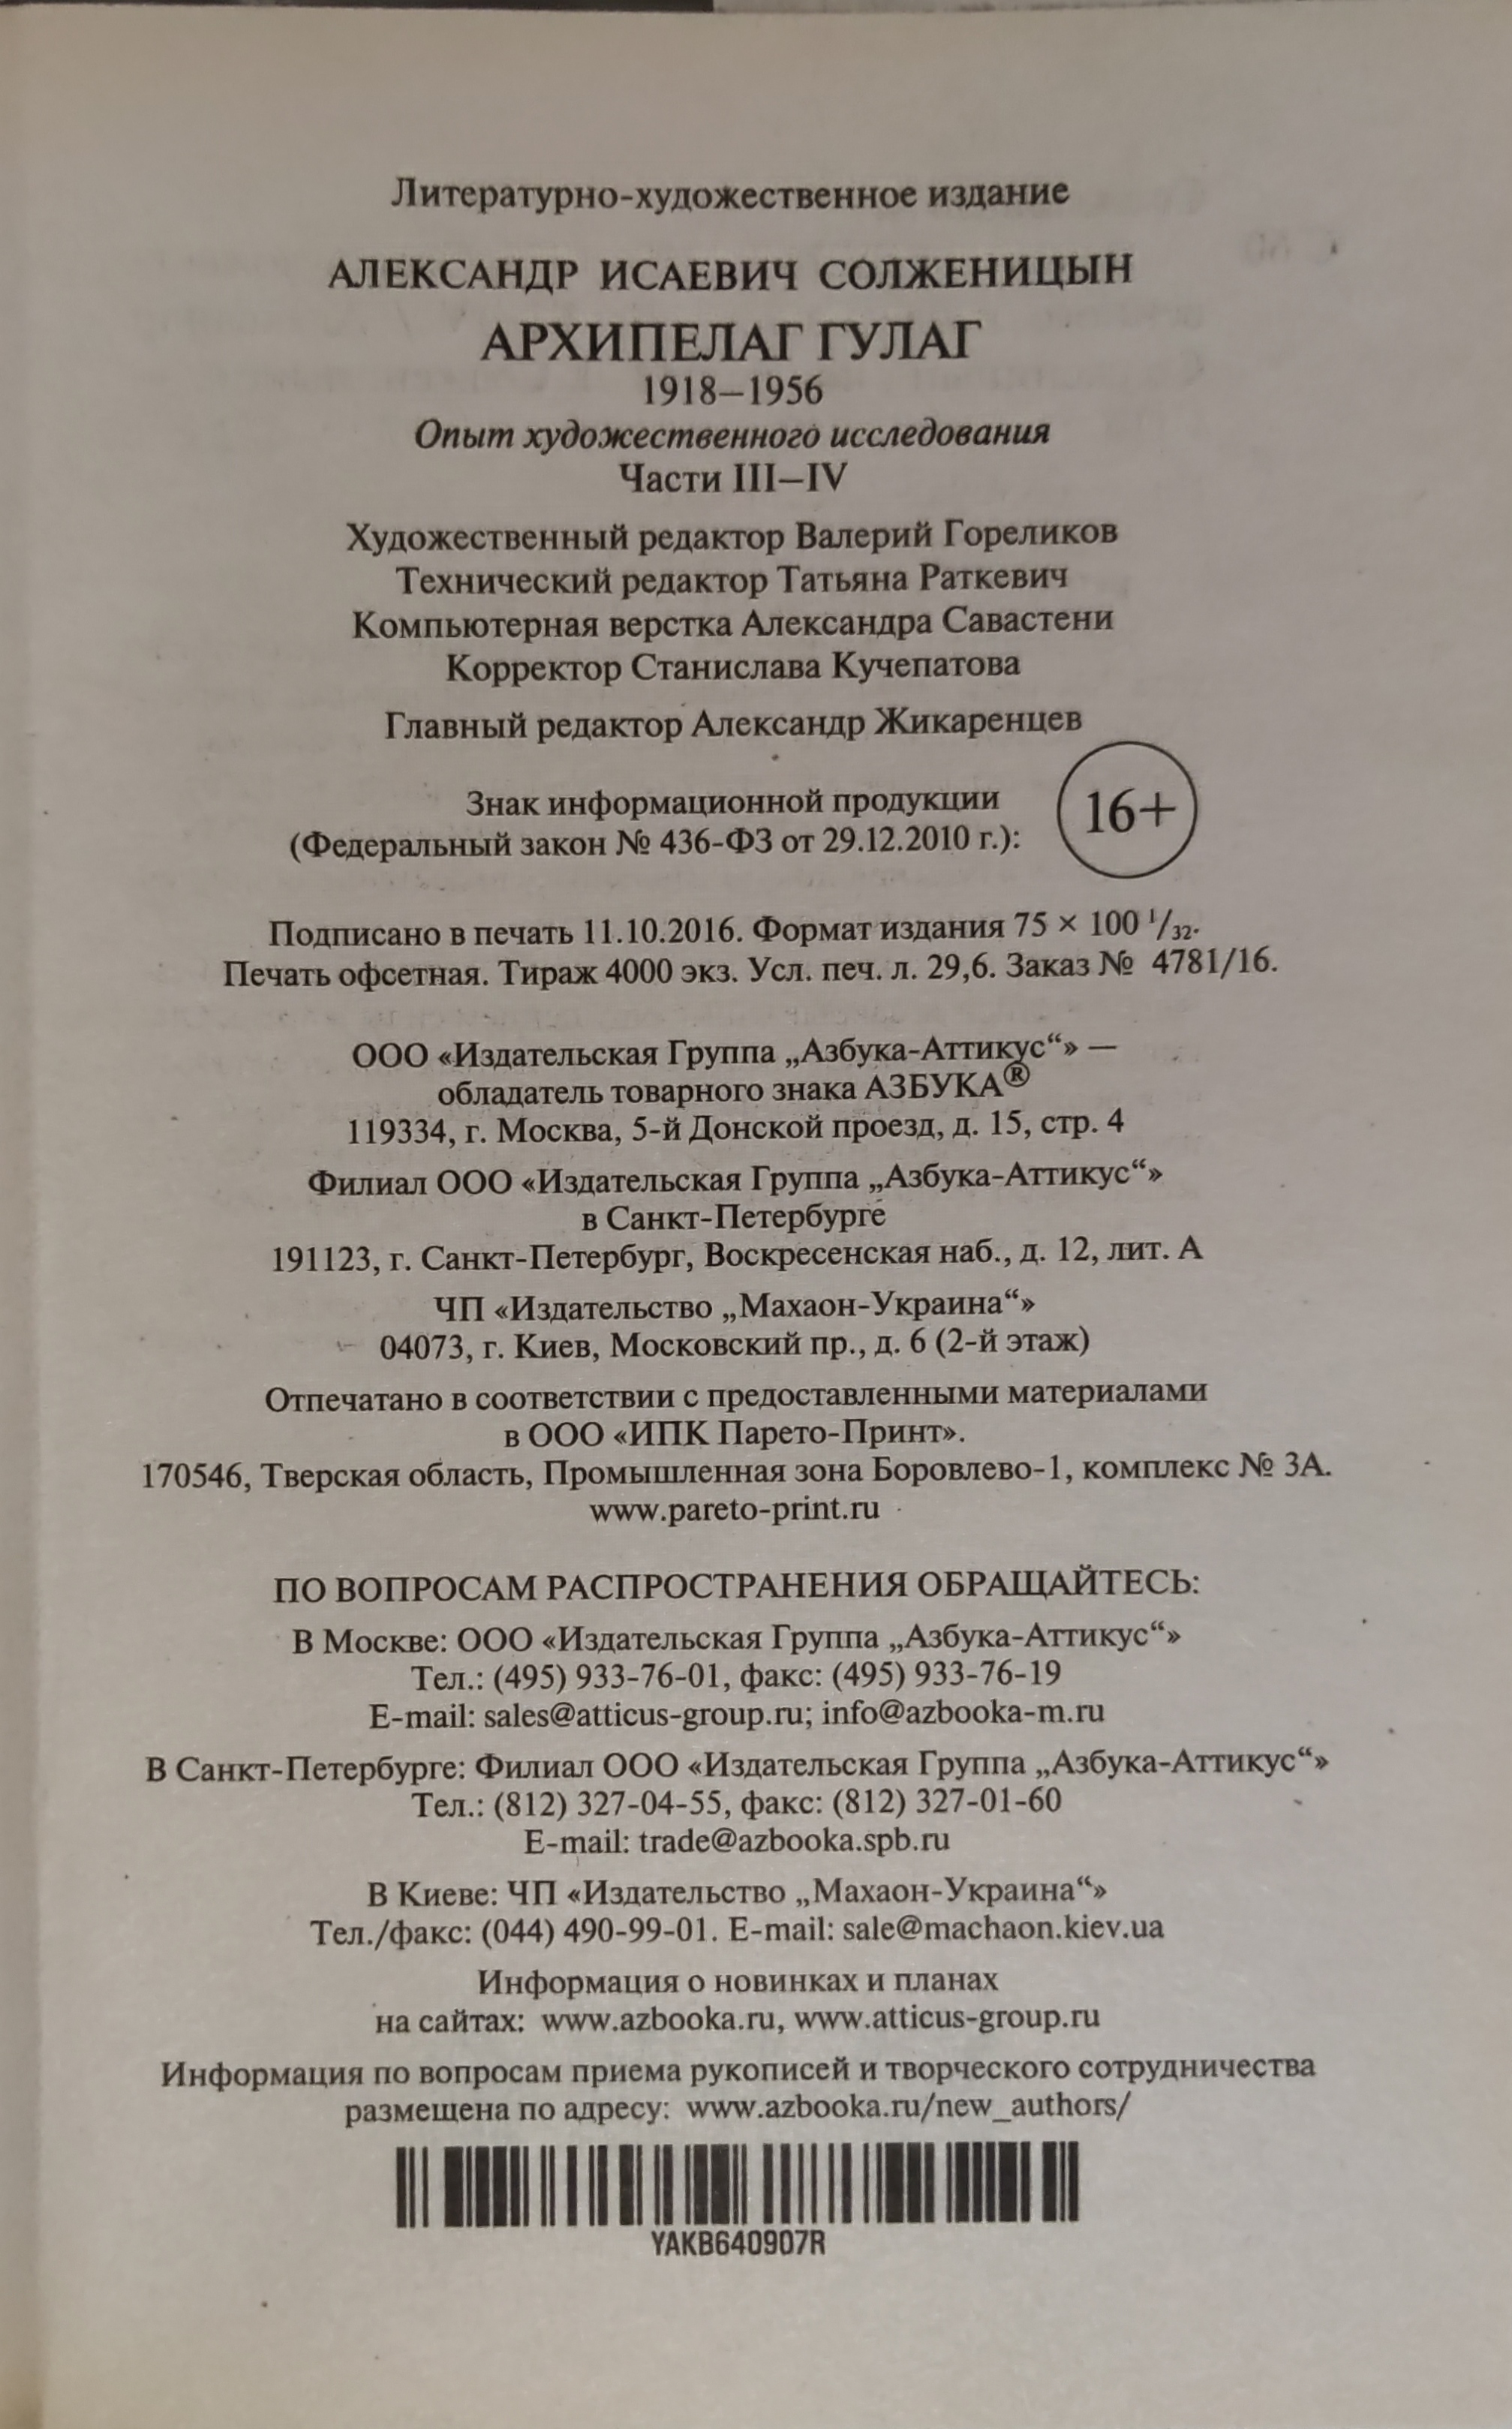 Литературно-художественное издание
АЛЕКСАНДР ИСАЕВИЧ СОЛЖЕНИЦЫН
АРХИПЕЛАГ ГУЛАГ
1918–1956
Опыт художественного исследования
Части III–IV
Художественный редактор Валерий Гореликов
Технический редактор Татьяна Раткевич
Компьютерная верстка Александра Савастени
Корректор Станислава Кучепатова
Главный редактор Александр Жикаренцев
Знак информационной продукции
(Федеральный закон № 436-ФЗ от 29.12.2010 г.):
16+
Подписано в печать 11.10.2016. Формат издания 75 × 100 1/32.
Печать офсетная. Тираж 4000 экз. Усл. печ. л. 29,6. Заказ № 4781/16.
ООО «Издательская Группа „Азбука-Аттикус“» —
обладатель товарного знака АЗБУКА®
119334, г. Москва, 5-й Донской проезд, д. 15, стр. 4
Филиал ООО «Издательская Группа „Азбука-Аттикус“»
в Санкт-Петербурге
191123, г. Санкт-Петербург, Воскресенская наб., д. 12, лит. А
ЧП «Издательство „Махаон-Украина“»
04073, г. Киев, Московский пр., д. 6 (2-й этаж)
Отпечатано в соответствии с предоставленными материалами
в ООО «ИПК Парето-Принт».
170546, Тверская область, Промышленная зона Боровлево-1, комплекс № 3А.
www.pareto-print.ru
ПО ВОПРОСАМ РАСПРОСТРАНЕНИЯ ОБРАЩАЙТЕСЬ:
В Москве: ООО «Издательская Группа „Азбука-Аттикус“»
Тел.: (495) 933-76-01, факс: (495) 933-76-19
E-mail: sales@atticus-group.ru; info@azbooka-m.ru
В Санкт-Петербурге: Филиал ООО «Издательская Группа „Азбука-Аттикус“»
Тел.: (812) 327-04-55, факс: (812) 327-01-60
E-mail: trade@azbooka.spb.ru
В Киеве: ЧП «Издательство „Махаон-Украина“»
Тел./факс: (044) 490-99-01. E-mail: sale@machaon.kiev.ua
Информация о новинках и планах
на сайтах: www.azbooka.ru, www.atticus-group.ru
Информация по вопросам приема рукописей и творческого сотрудничества
размещена по адресу: www.azbooka.ru/new_authors/
YAKB640907R